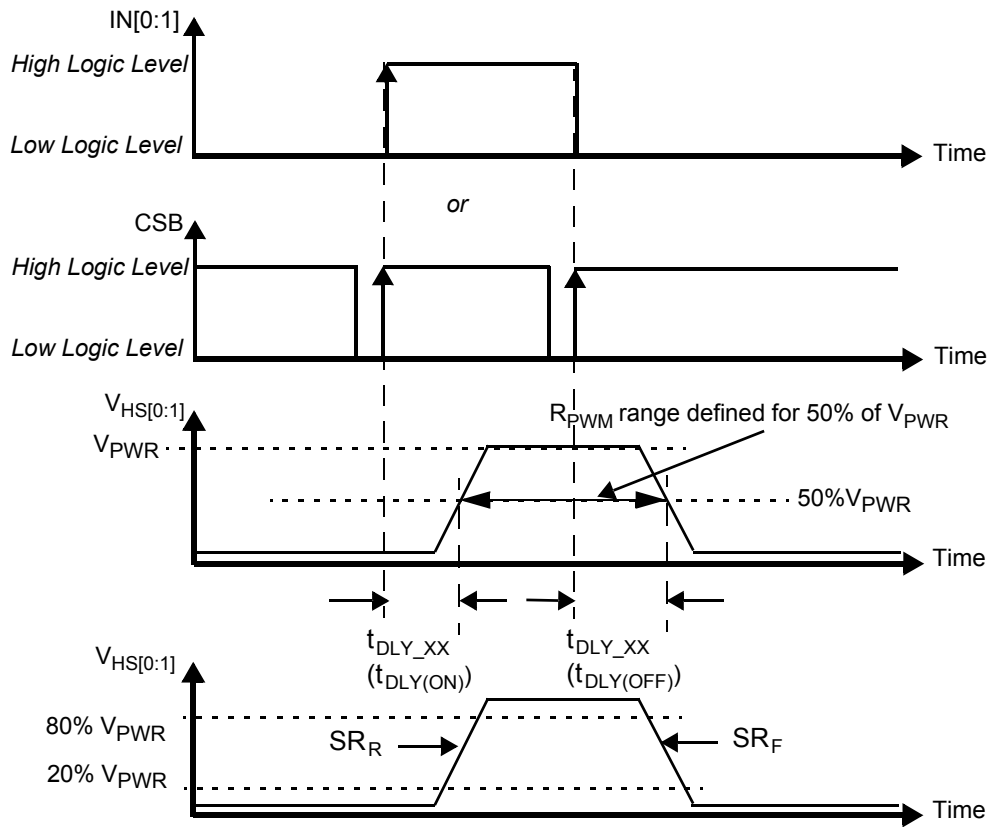 IN[0:1]
High Logic Level
Low Logic Level
Time
or
CSB
High Logic Level
Low Logic Level
Time
VHS[0:1]
RPWM range defined for 50% of VPWR
VPWR
50%VPWR
Time
tDLY_XX
(tDLY(ON))
tDLY_XX
(tDLY(OFF))
VHS[0:1]
80% VPWR
SRR
SRF
20% VPWR
Time